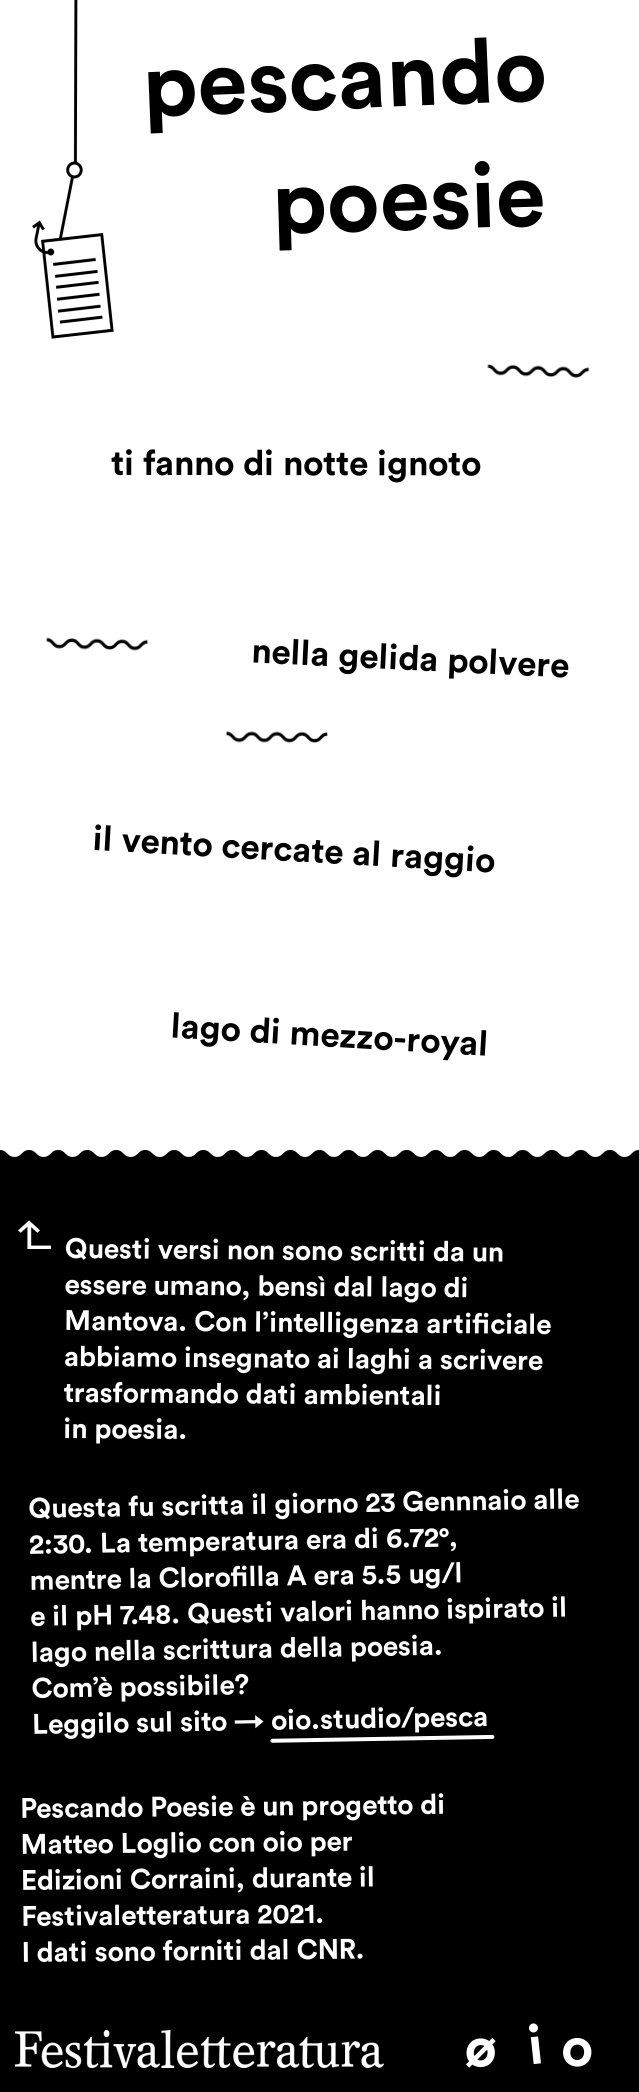 pescando
poesie
ti fanno di notte ignoto
nella gelida polvere
il vento cercate al raggio
lago di mezzo-royal
Questi versi non sono scritti da un
essere umano, bensì dal lago di
Mantova. Con l’intelligenza artificiale
abbiamo insegnato ai laghi a scrivere
trasformando dati ambientali
in poesia.
Questa fu scritta il giorno 23 Gennnaio alle
2:30. La temperatura era di 6.72°,
mentre la Clorofilla A era 5.5 ug/l
e il pH 7.48. Questi valori hanno ispirato il
lago nella scrittura della poesia.
Com’è possibile?
Leggilo sul sito → oio.studio/pesca
Pescando Poesie è un progetto di
Matteo Loglio con oio per
Edizioni Corraini, durante il
Festivaletteratura 2021.
I dati sono forniti dal CNR.
Festivaletteratura ø i o